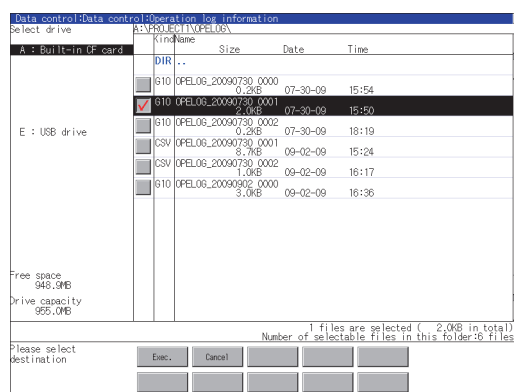 Data control:Data control:Operation log information
Select drive
A:\PROJECT1\OPELOG\
Kind Name
Size Date Time
A : Built-in CF card
DIR ..
G10 OPELOG_20090730_0000
0.2KB 07-30-09 15:54
G10 OPELOG_20090730_0001
2.0KB 07-30-09 15:50
G10 OPELOG_20090730_0002
0.2KB 07-30-09 18:19
E : USB drive
CSV OPELOG_20090730_0001
8.7KB 09-02-09 15:24
CSV OPELOG_20090730_0002
1.0KB 09-02-09 16:17
G10 OPELOG_20090902_0000
3.0KB 09-02-09 16:36
Free space
948.9MB
Drive capacity
955.0MB
1 files are selected ( 2.0KB in total)
Number of selectable files in this folder:6 files
Please select
destination
Exec. Cancel